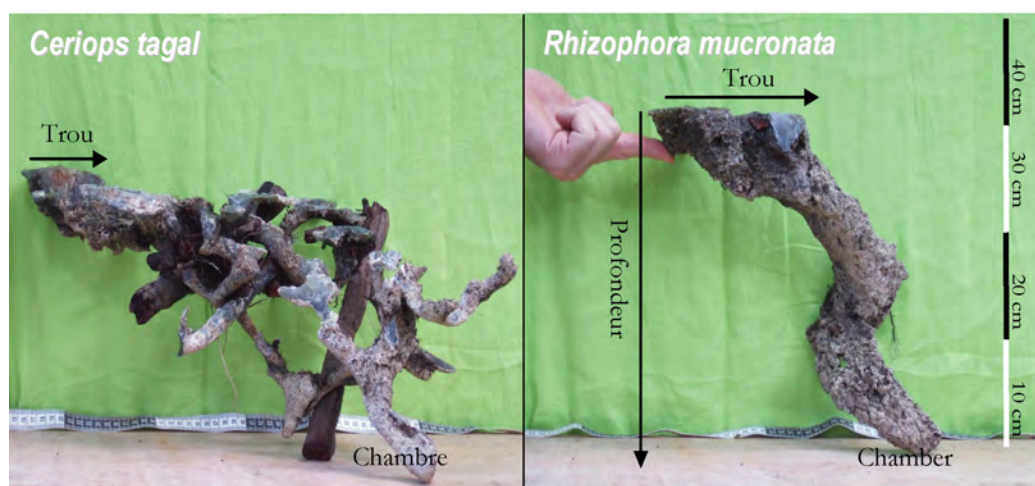 Ceriops tagal
Trou
Chambre
Rhizophora mucronata
Trou
Profondeur
Chamber
40 cm
30 cm
20 cm
10 cm